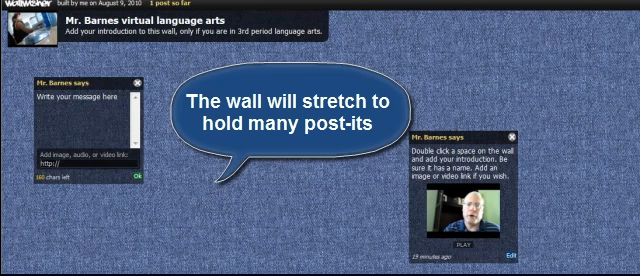 wallwisher built by me on August 9, 2010 1 post so far
Mr. Barnes virtual language arts
Add your introduction to this wall, only if you are in 3rd period language arts.
Mr. Barnes says
Write your message here
Add image, audio, or video link:
http://
160 chars left Ok
The wall will stretch to
hold many post-its
Mr. Barnes says
Double click a space on the wall
and add your introduction. Be
sure it has a name. Add an
image or video link if you wish.
PLAY
19 minutes ago Edit